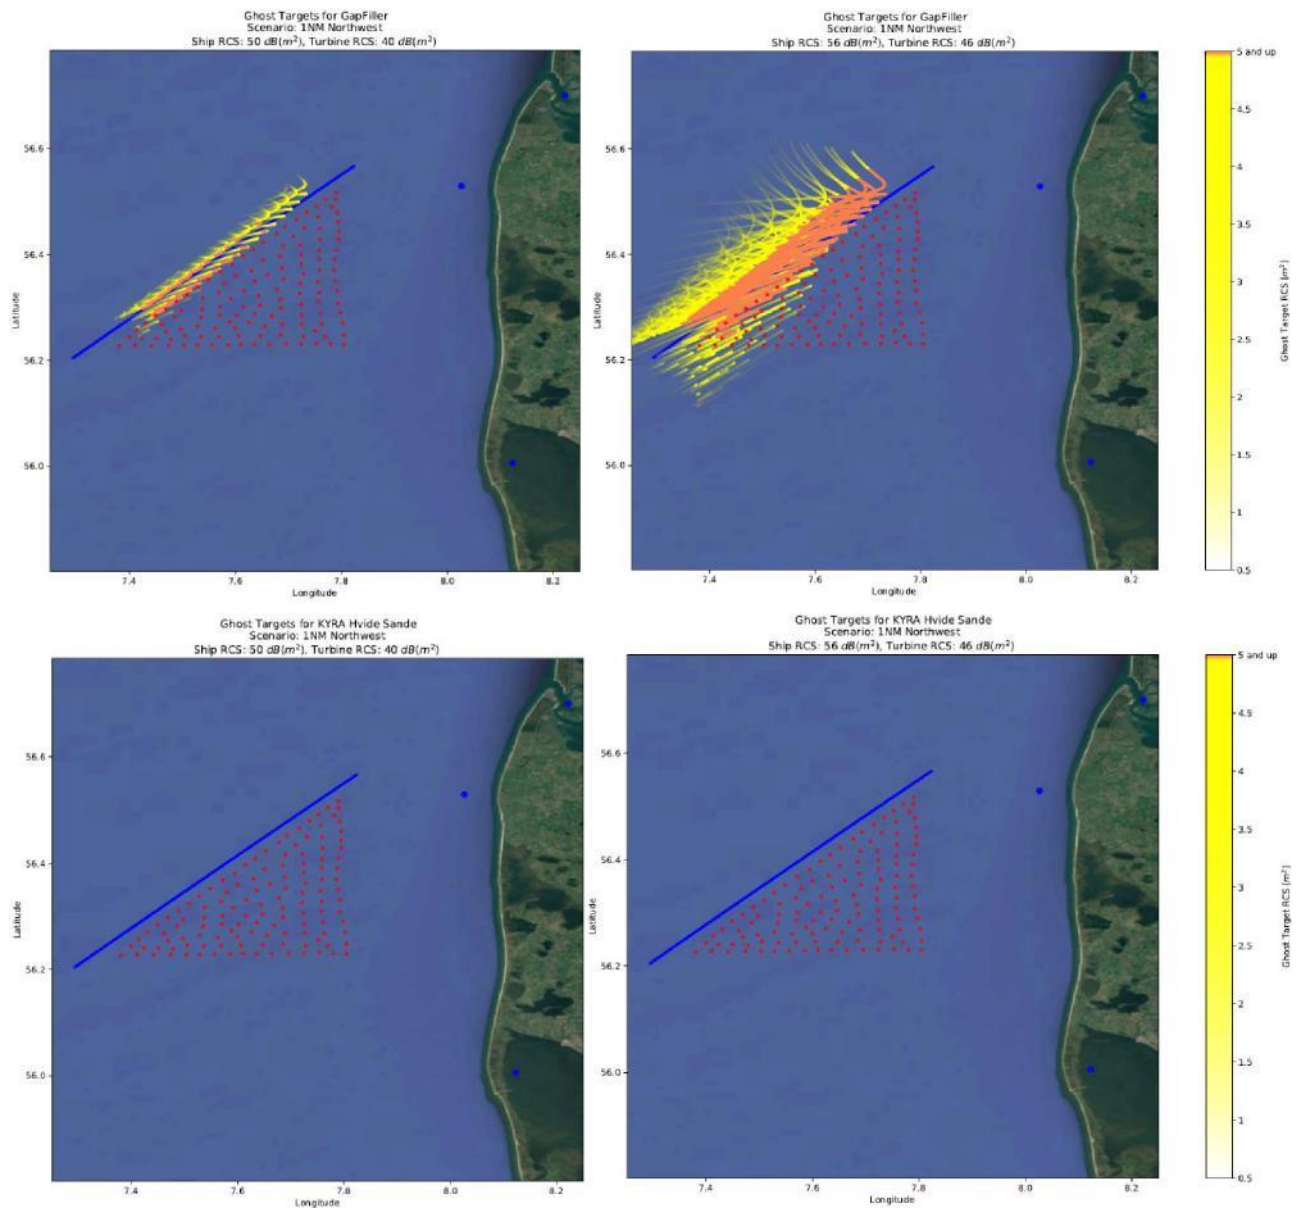 Ghost Targets for GapFiller
Scenario: 1NM Northwest
Ship RCS: 50 dB(m²), Turbine RCS: 40 dB(m²)
56.6
56.4
56.2
56.0
Latitude
7.4 7.6 7.8 8.0 8.2
Longitude
Ghost Targets for GapFiller
Scenario: 1NM Northwest
Ship RCS: 56 dB(m²), Turbine RCS: 46 dB(m²)
56.6
56.4
56.2
56.0
Latitude
7.4 7.6 7.8 8.0 8.2
Longitude
5 and up
4.5
4
3.5
3
2.5
2
1.5
1
0.5
Ghost Target RCS [m²]
Ghost Targets for KYRA Hvide Sande
Scenario: 1NM Northwest
Ship RCS: 50 dB(m²), Turbine RCS: 40 dB(m²)
56.6
56.4
56.2
56.0
Latitude
7.4 7.6 7.8 8.0 8.2
Longitude
Ghost Targets for KYRA Hvide Sande
Scenario: 1NM Northwest
Ship RCS: 56 dB(m²), Turbine RCS: 46 dB(m²)
56.6
56.4
56.2
56.0
Latitude
7.4 7.6 7.8 8.0 8.2
Longitude
5 and up
4.5
4
3.5
3
2.5
2
1.5
1
0.5
Ghost Target RCS [m²]